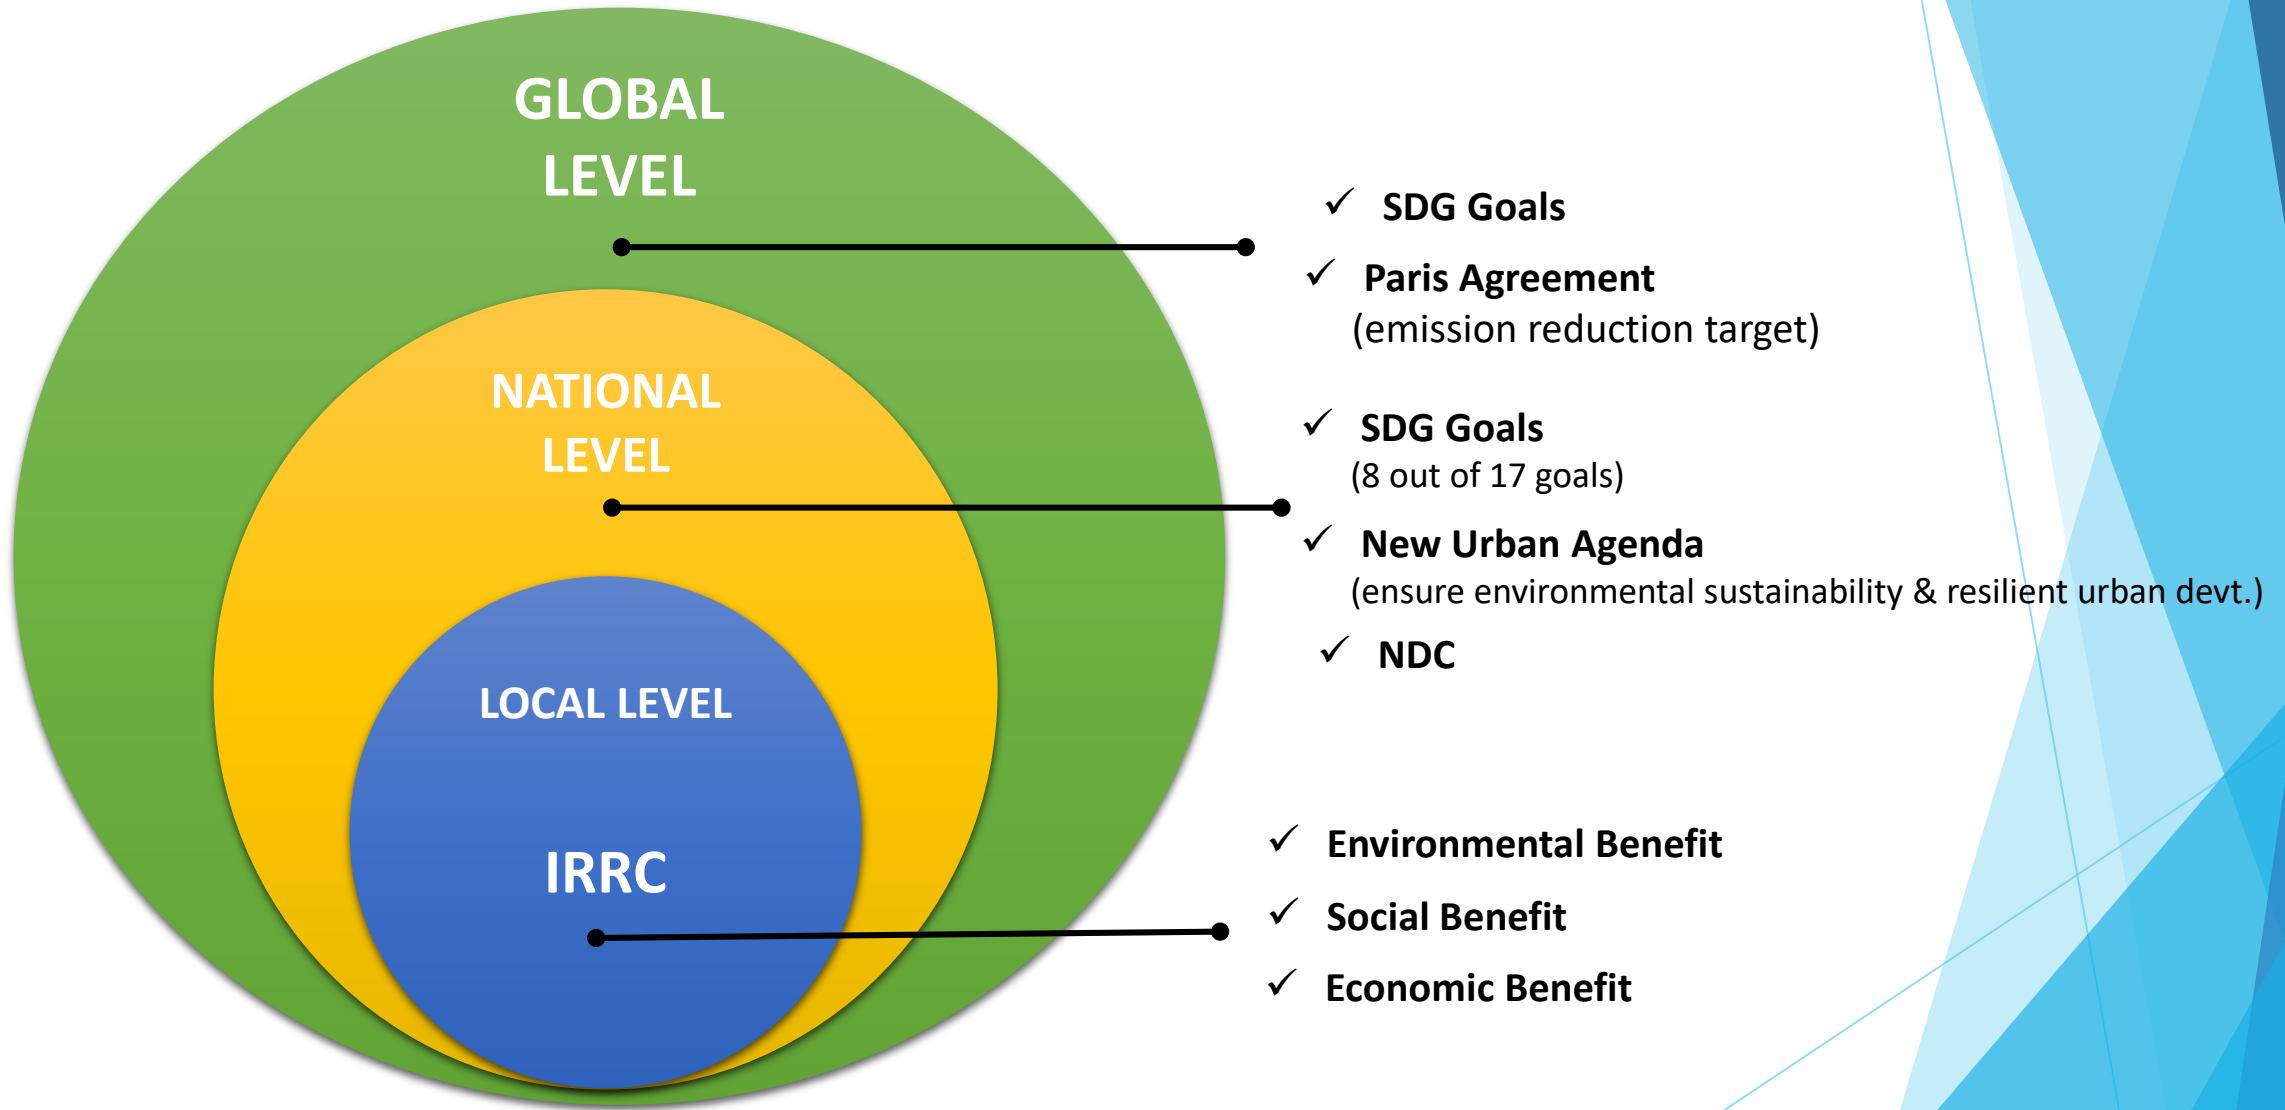 GLOBAL
LEVEL
✓ SDG Goals
✓ Paris Agreement
(emission reduction target)
NATIONAL
LEVEL
✓ SDG Goals
(8 out of 17 goals)
✓ New Urban Agenda
(ensure environmental sustainability & resilient urban devt.)
✓ NDC
LOCAL LEVEL
IRRC
✓ Environmental Benefit
✓ Social Benefit
✓ Economic Benefit